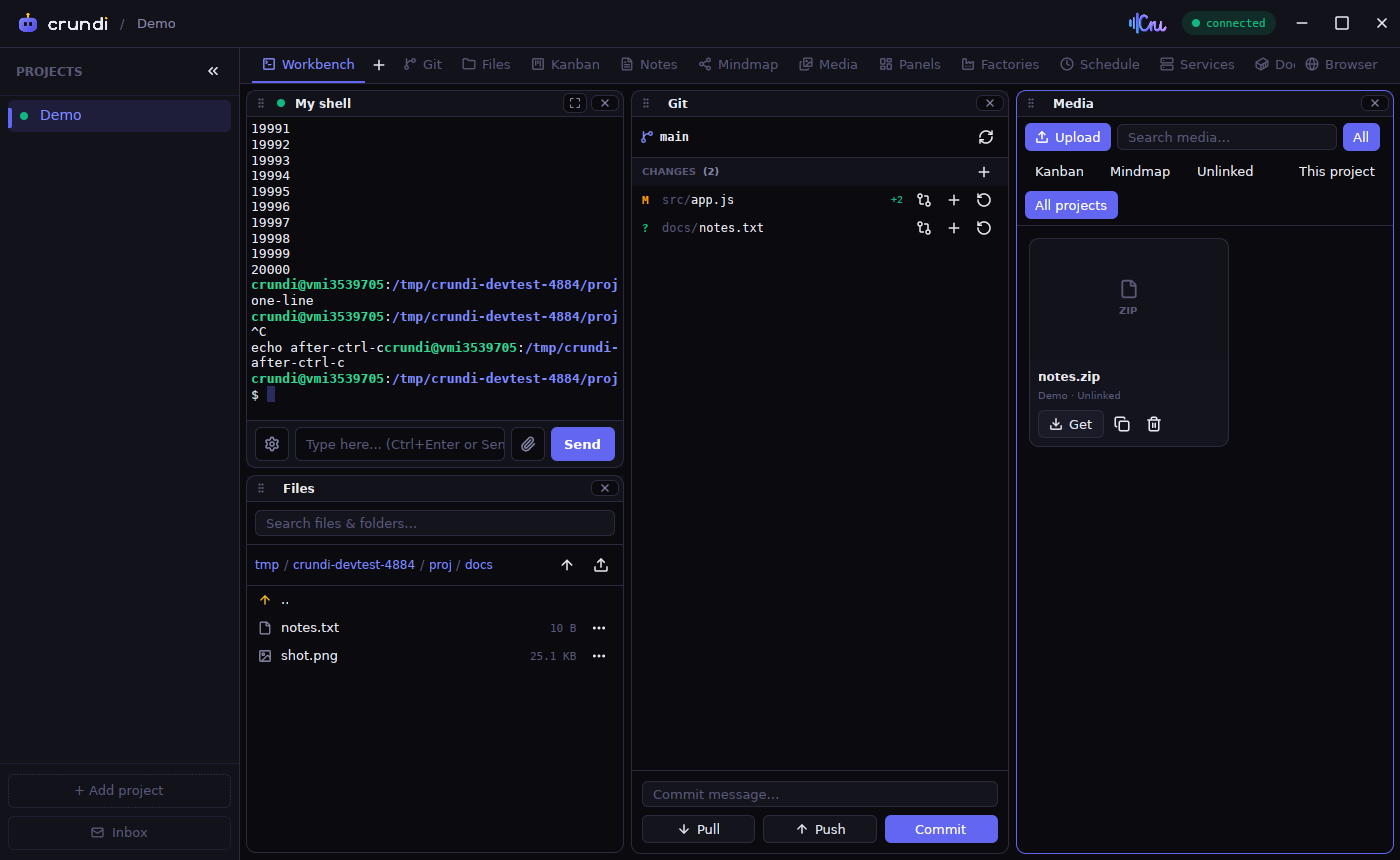 crundi / Demo
Cru
connected
PROJECTS
Demo
+ Add project
Inbox
Workbench
Git
Files
Kanban
Notes
Mindmap
Media
Panels
Factories
Schedule
Services
Browser
My shell
19991
19992
19993
19994
19995
19996
19997
19998
19999
20000
crundi@vmi3539705:/tmp/crundi-devtest-4884/proj
one-line
crundi@vmi3539705:/tmp/crundi-devtest-4884/proj
^C
echo after-ctrl-ccrundi@vmi3539705:/tmp/crundi-
after-ctrl-c
crundi@vmi3539705:/tmp/crundi-devtest-4884/proj
$
Type here... (Ctrl+Enter or Sen
Send
Files
Search files & folders...
tmp / crundi-devtest-4884 / proj / docs
..
notes.txt 10 B
shot.png 25.1 KB
Git
main
CHANGES (2)
M src/app.js +2
? docs/notes.txt
Commit message...
Pull
Push
Commit
Media
Upload
Search media...
All
Kanban
Mindmap
Unlinked
This project
All projects
ZIP
notes.zip
Demo · Unlinked
Get